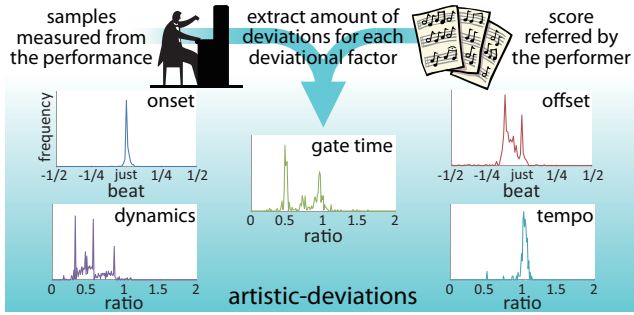 samples
measured from
the performance
extract amount of
deviations for each
deviational factor
score
referred by
the performer
onset
frequency
-1/2 -1/4 just 1/4 1/2
beat
gate time
0 0.5 1 1.5 2
ratio
offset
-1/2 -1/4 just 1/4 1/2
beat
dynamics
0 0.5 1 1.5 2
ratio
tempo
0 0.5 1 1.5 2
ratio
artistic-deviations